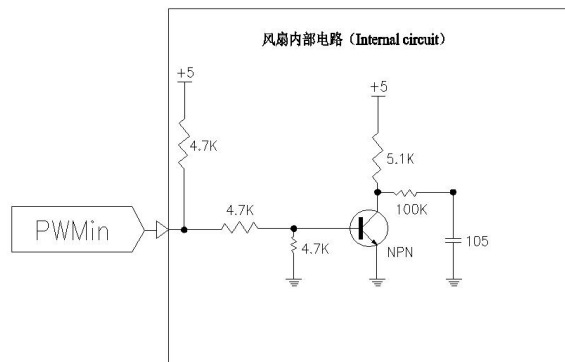 风扇内部电路（Internal circuit）
+5
+5
4.7K
5.1K
4.7K
100K
PWMin
4.7K
NPN
105